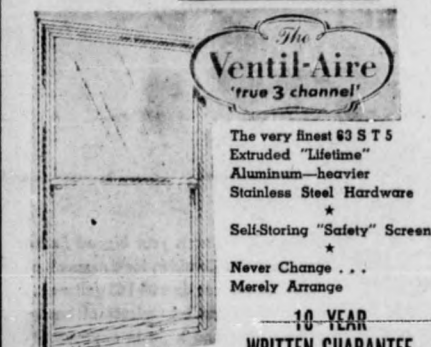 The
Ventil-Aire
'true 3 channel'
The very finest 63 S T 5
Extruded "Lifetime"
Aluminum—heavier
Stainless Steel Hardware
★
Self-Storing "Safety" Screen
★
Never Change . . .
Merely Arrange
10 YEAR
WRITTEN GUARANTEE